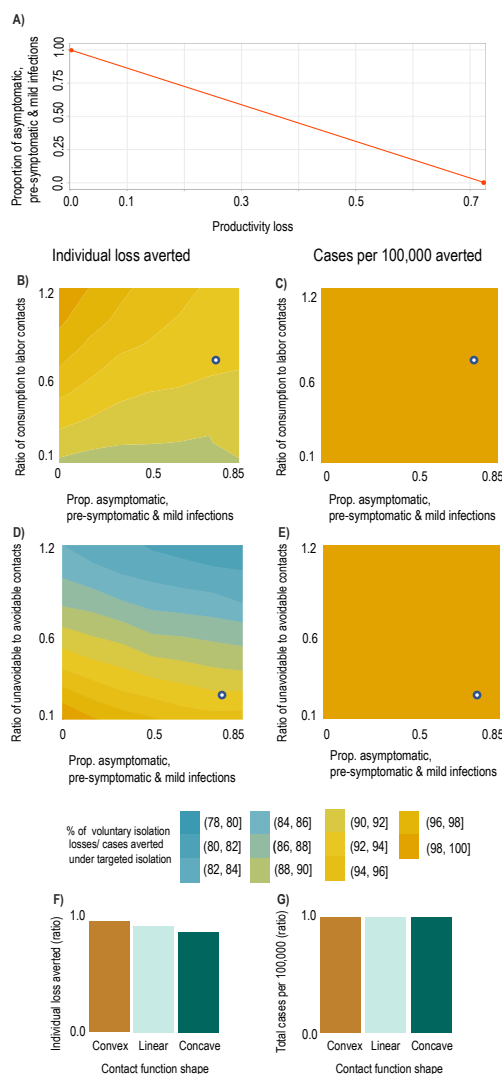 A)
Proportion of asymptomatic,
pre-symptomatic & mild infections
1.00
0.75
0.50
0.25
0.0
0.0
0.1
0.3
0.5
0.7
Productivity loss
Individual loss averted
Cases per 100,000 averted
B)
Ratio of consumption to labor contacts
1.2
0.6
0.1
0
0.5
0.85
Prop. asymptomatic,
pre-symptomatic & mild infections
C)
Ratio of consumption to labor contacts
1.2
0.6
0.1
0
0.5
0.85
Prop. asymptomatic,
pre-symptomatic & mild infections
D)
Ratio of unavoidable to avoidable contacts
1.2
0.6
0.1
0
0.5
0.85
Prop. asymptomatic,
pre-symptomatic & mild infections
E)
Ratio of unavoidable to avoidable contacts
1.2
0.6
0.1
0
0.5
0.85
Prop. asymptomatic,
pre-symptomatic & mild infections
% of voluntary isolation
losses/ cases averted
under targeted isolation
(78, 80]
(80, 82]
(82, 84]
(84, 86]
(86, 88]
(88, 90]
(90, 92]
(92, 94]
(94, 96]
(96, 98]
(98, 100]
F)
Individual loss averted (ratio)
1.0
0.0
Convex
Linear
Concave
Contact function shape
G)
Total cases per 100,000 (ratio)
1.0
0.0
Convex
Linear
Concave
Contact function shape